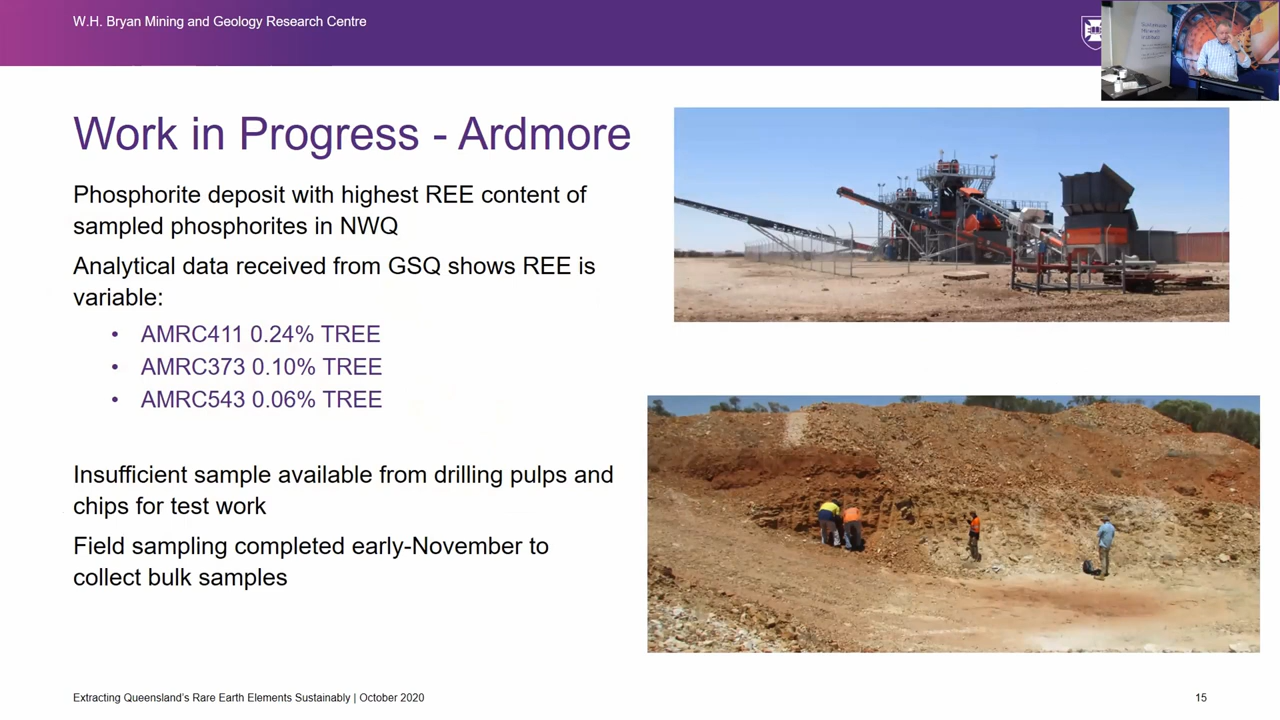 W.H. Bryan Mining and Geology Research Centre
Work in Progress - Ardmore
Phosphorite deposit with highest REE content of
sampled phosphorites in NWQ
Analytical data received from GSQ shows REE is
variable:
• AMRC411 0.24% TREE
• AMRC373 0.10% TREE
• AMRC543 0.06% TREE
Insufficient sample available from drilling pulps and
chips for test work
Field sampling completed early-November to
collect bulk samples
Extracting Queensland's Rare Earth Elements Sustainably | October 2020
15